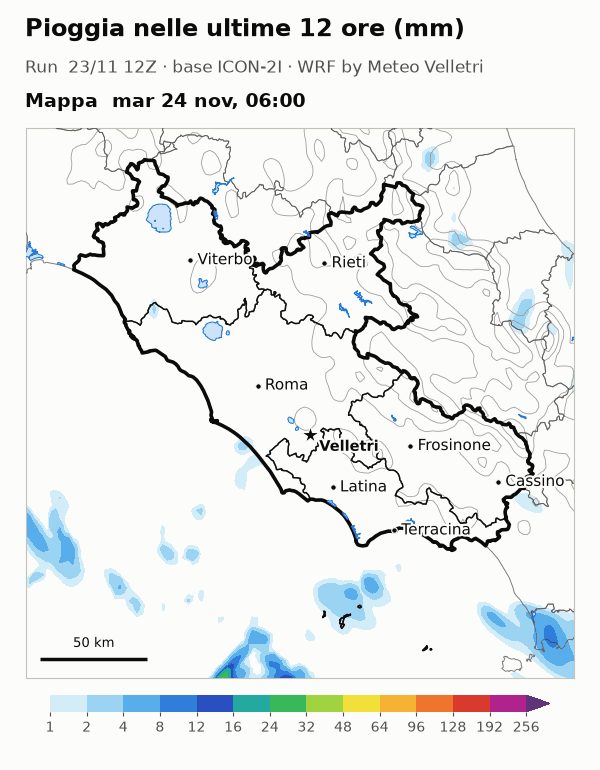 Pioggia nelle ultime 12 ore (mm)
Run  23/11 12Z · base ICON-2I · WRF by Meteo Velletri
Mappa  mar 24 nov, 06:00
Viterbo
Rieti
Roma
Velletri
Frosinone
Latina
Cassino
Terracina
50 km
1 2 4 8 12 16 24 32 48 64 96 128 192 256